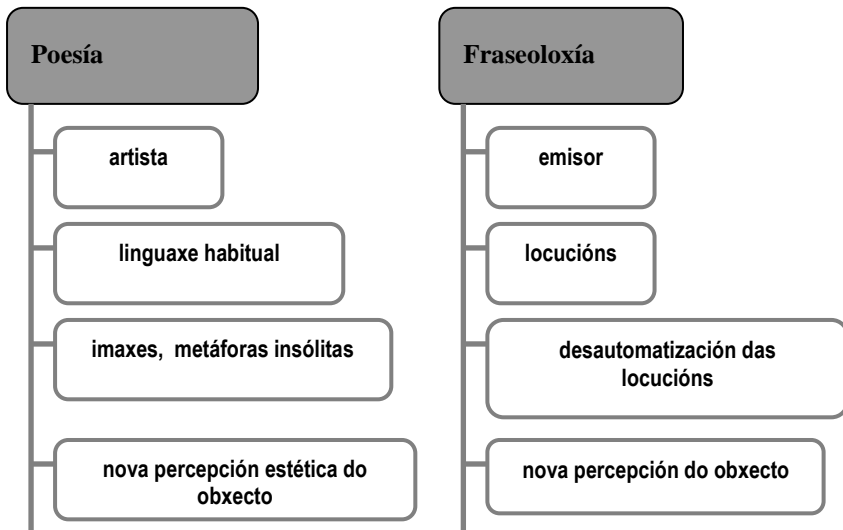 Poesía
artista
linguaxe habitual
imaxes, metáforas insólitas
nova percepción estética do
obxecto
Fraseoloxía
emisor
locucións
desautomatización das
locucións
nova percepción do obxecto